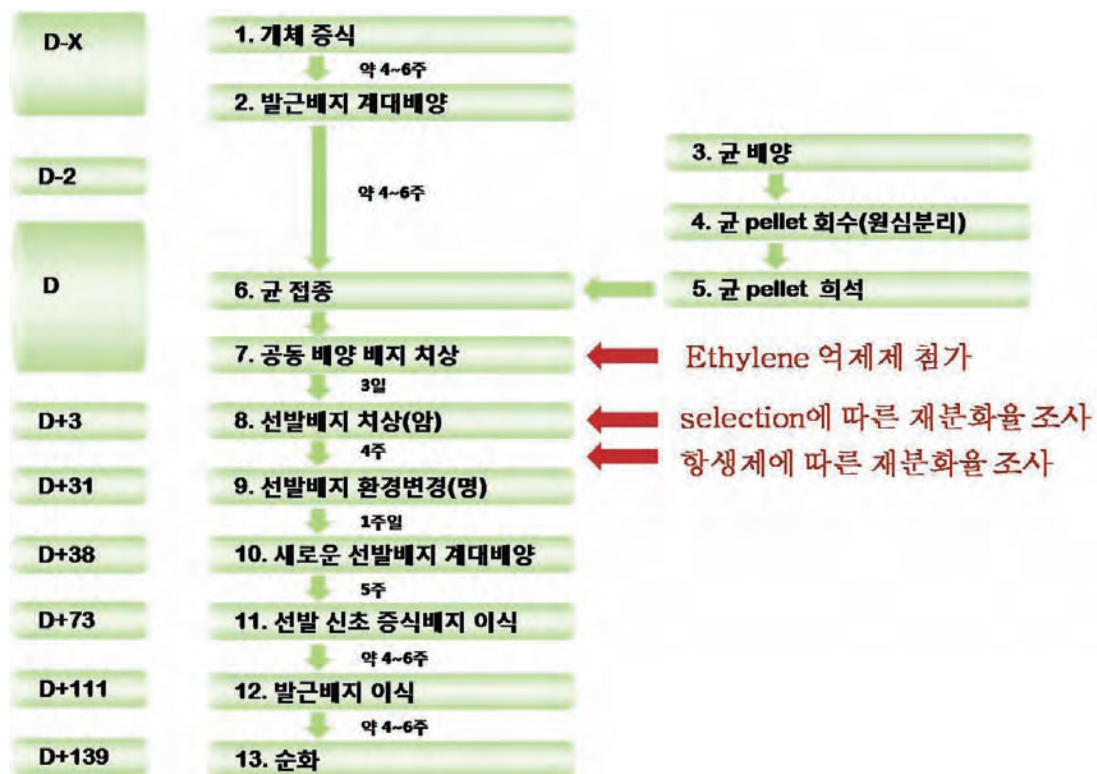 D-X
1. 개체 증식
약 4~6주
2. 발근배지 계대배양
3. 균 배양
D-2
약 4~6주
4. 균 pellet 회수(원심분리)
D
6. 균 접종
5. 균 pellet 희석
7. 공동 배양 배지 치상
Ethylene 억제제 첨가
3일
D+3
8. 선발배지 치상(암)
selection에 따른 재분화율 조사
4주
항생제에 따른 재분화율 조사
D+31
9. 선발배지 환경변경(명)
1주일
D+38
10. 새로운 선발배지 계대배양
5주
D+73
11. 선발 신초 증식배지 이식
약 4~6주
D+111
12. 발근배지 이식
약 4~6주
D+139
13. 순화